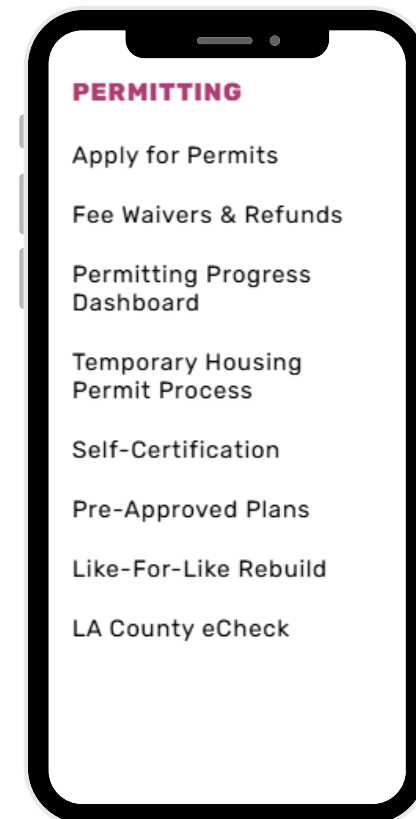 PERMITTING
Apply for Permits
Fee Waivers & Refunds
Permitting Progress
Dashboard
Temporary Housing
Permit Process
Self-Certification
Pre-Approved Plans
Like-For-Like Rebuild
LA County eCheck